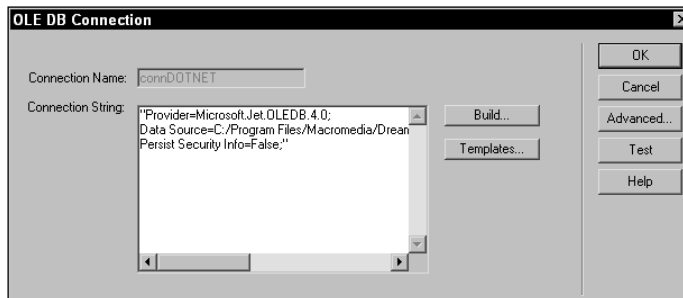 OLE DB Connection
Connection Name: connDOTNET
Connection String:
"Provider=Microsoft.Jet.OLEDB.4.0;
Data Source=C:/Program Files/Macromedia/Drean
Persist Security Info=False;"
Build...
Templates...
OK
Cancel
Advanced...
Test
Help